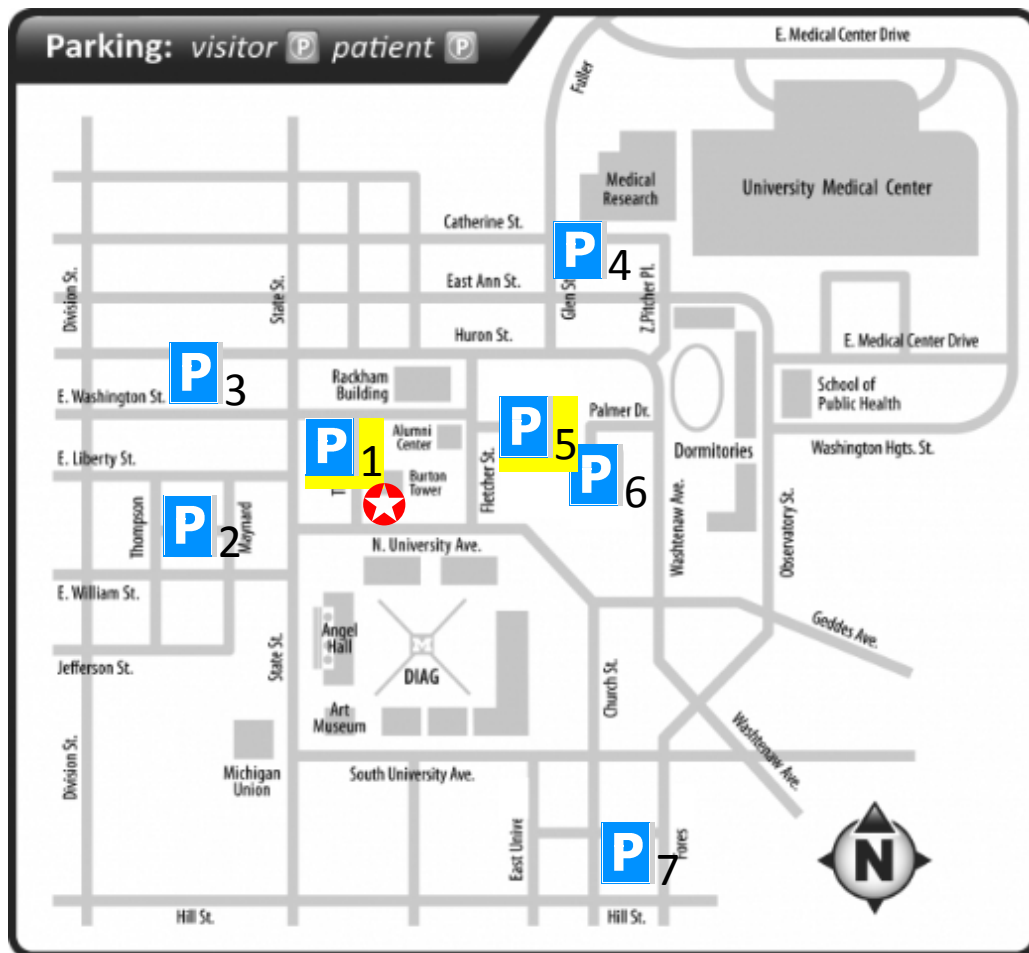 Parking: visitor P patient P
E. Medical Center Drive
Fuller
Medical
Research
University Medical Center
Catherine St.
P 4
East Ann St.
Division St.
State St.
Glen St
Z.Pitcher Pl.
Huron St.
E. Medical Center Drive
P 3
Rackham
Building
School of
Public Health
E. Washington St.
Palmer Dr.
P 1
Alumni
Center
P 5
E. Liberty St.
Dormitories
Washington Hgts. St.
Burton
Tower
Fletcher St.
P 6
Thompson
P 2
Maynard
N. University Ave.
Washtenaw Ave.
Observatory St.
E. William St.
Angel
Hall
Geddes Ave.
Jefferson St.
State St.
M
DIAG
Church St.
Art
Museum
Division St.
Michigan
Union
South University Ave.
Washtenaw Ave.
East Unive
P 7
N
Hill St.
Hill St.